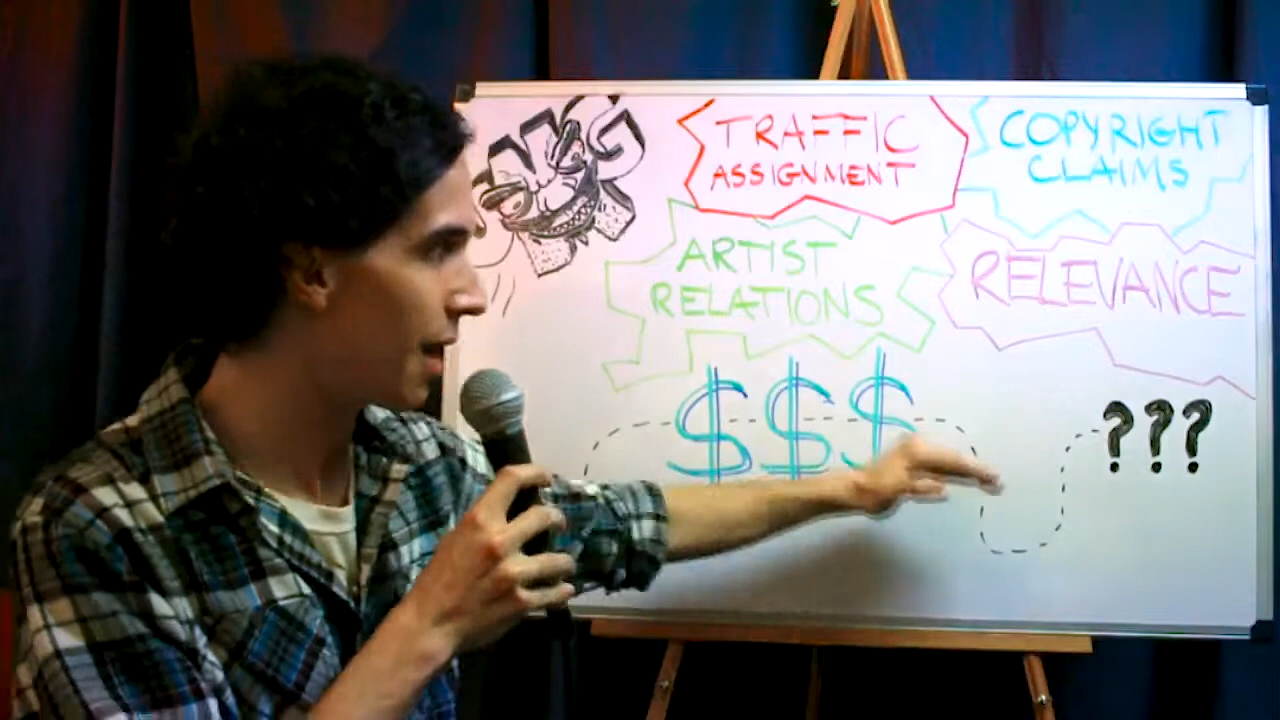 TRAFFIC
ASSIGNMENT
COPYRIGHT
CLAIMS
ARTIST
RELATIONS
RELEVANCE
$$$
???